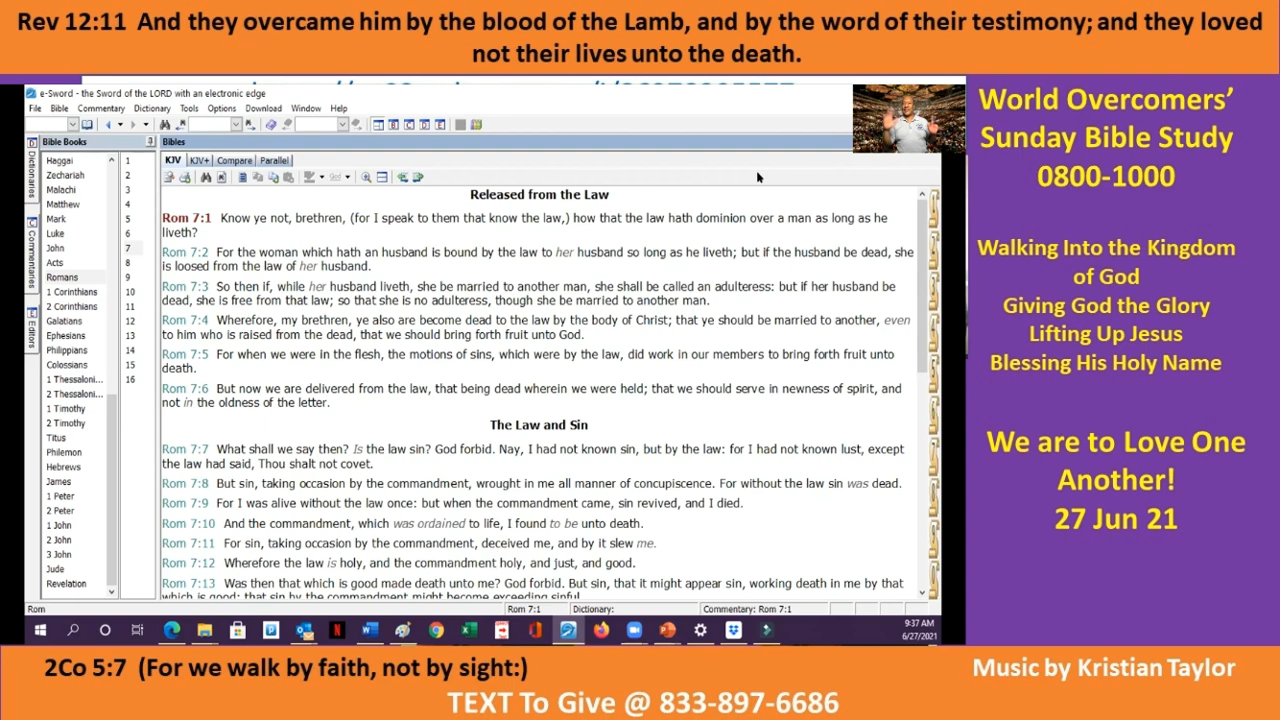 Rev 12:11 And they overcame him by the blood of the Lamb, and by the word of their testimony; and they loved
not their lives unto the death.
e-Sword - the Sword of the LORD with an electronic edge
File Bible Commentary Dictionary Tools Options Download Window Help
Bible Books
Bibles
KJV KJV+ Compare Parallel
Dictionaries
Commentaries
Editors
Haggai
Zechariah
Malachi
Matthew
Mark
Luke
John
Acts
Romans
1 Corinthians
2 Corinthians
Galatians
Ephesians
Philippians
Colossians
1 Thessaloni...
2 Thessaloni...
1 Timothy
2 Timothy
Titus
Philemon
Hebrews
James
1 Peter
2 Peter
1 John
2 John
3 John
Jude
Revelation
1
2
3
4
5
6
7
8
9
10
11
12
13
14
15
16
Released from the Law
Rom 7:1 Know ye not, brethren, (for I speak to them that know the law,) how that the law hath dominion over a man as long as he
liveth?
Rom 7:2 For the woman which hath an husband is bound by the law to her husband so long as he liveth; but if the husband be dead, she
is loosed from the law of her husband.
Rom 7:3 So then if, while her husband liveth, she be married to another man, she shall be called an adulteress: but if her husband be
dead, she is free from that law; so that she is no adulteress, though she be married to another man.
Rom 7:4 Wherefore, my brethren, ye also are become dead to the law by the body of Christ; that ye should be married to another, even
to him who is raised from the dead, that we should bring forth fruit unto God.
Rom 7:5 For when we were in the flesh, the motions of sins, which were by the law, did work in our members to bring forth fruit unto
death.
Rom 7:6 But now we are delivered from the law, that being dead wherein we were held; that we should serve in newness of spirit, and
not in the oldness of the letter.
The Law and Sin
Rom 7:7 What shall we say then? Is the law sin? God forbid. Nay, I had not known sin, but by the law: for I had not known lust, except
the law had said, Thou shalt not covet.
Rom 7:8 But sin, taking occasion by the commandment, wrought in me all manner of concupiscence. For without the law sin was dead.
Rom 7:9 For I was alive without the law once: but when the commandment came, sin revived, and I died.
Rom 7:10 And the commandment, which was ordained to life, I found to be unto death.
Rom 7:11 For sin, taking occasion by the commandment, deceived me, and by it slew me.
Rom 7:12 Wherefore the law is holy, and the commandment holy, and just, and good.
Rom 7:13 Was then that which is good made death unto me? God forbid. But sin, that it might appear sin, working death in me by that
which is good; that sin by the commandment might become exceeding sinful.
Rom
Rom 7:1
Dictionary:
Commentary: Rom 7:1
9:37 AM
6/27/2021
World Overcomers'
Sunday Bible Study
0800-1000
Walking Into the Kingdom
of God
Giving God the Glory
Lifting Up Jesus
Blessing His Holy Name
We are to Love One
Another!
27 Jun 21
2Co 5:7 (For we walk by faith, not by sight:)
Music by Kristian Taylor
TEXT To Give @ 833-897-6686